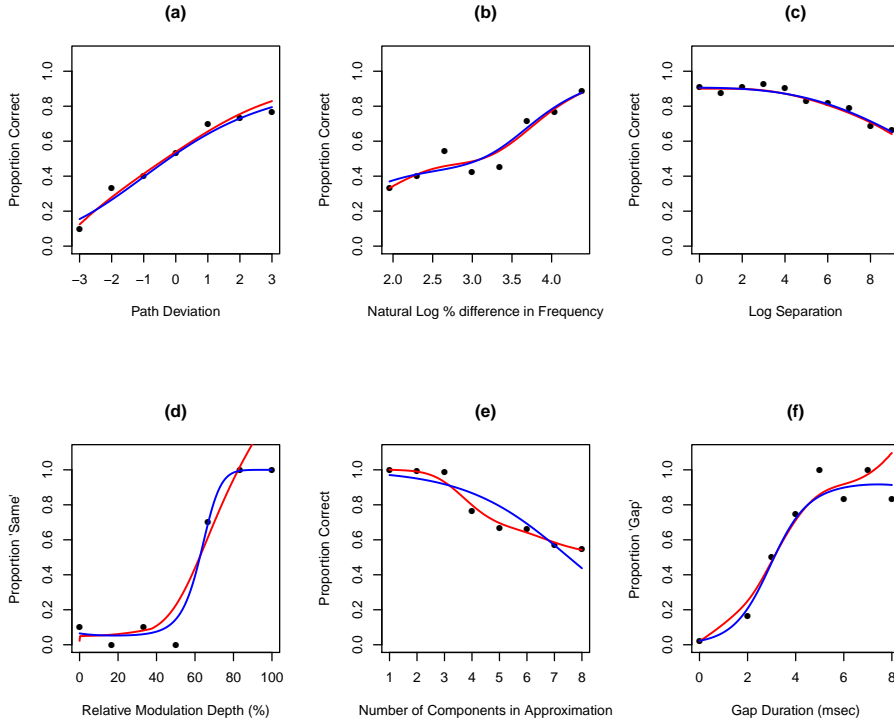 (a)
Proportion Correct
1.0
0.8
0.6
0.4
0.2
0.0
−3 −2 −1 0 1 2 3
Path Deviation
(b)
Proportion Correct
1.0
0.8
0.6
0.4
0.2
0.0
2.0 2.5 3.0 3.5 4.0
Natural Log % difference in Frequency
(c)
Proportion Correct
1.0
0.8
0.6
0.4
0.2
0.0
0 2 4 6 8
Log Separation
(d)
Proportion 'Same'
1.0
0.8
0.6
0.4
0.2
0.0
0 20 40 60 80 100
Relative Modulation Depth (%)
(e)
Proportion Correct
1.0
0.8
0.6
0.4
0.2
0.0
1 2 3 4 5 6 7 8
Number of Components in Approximation
(f)
Proportion 'Gap'
1.0
0.8
0.6
0.4
0.2
0.0
0 2 4 6 8
Gap Duration (msec)